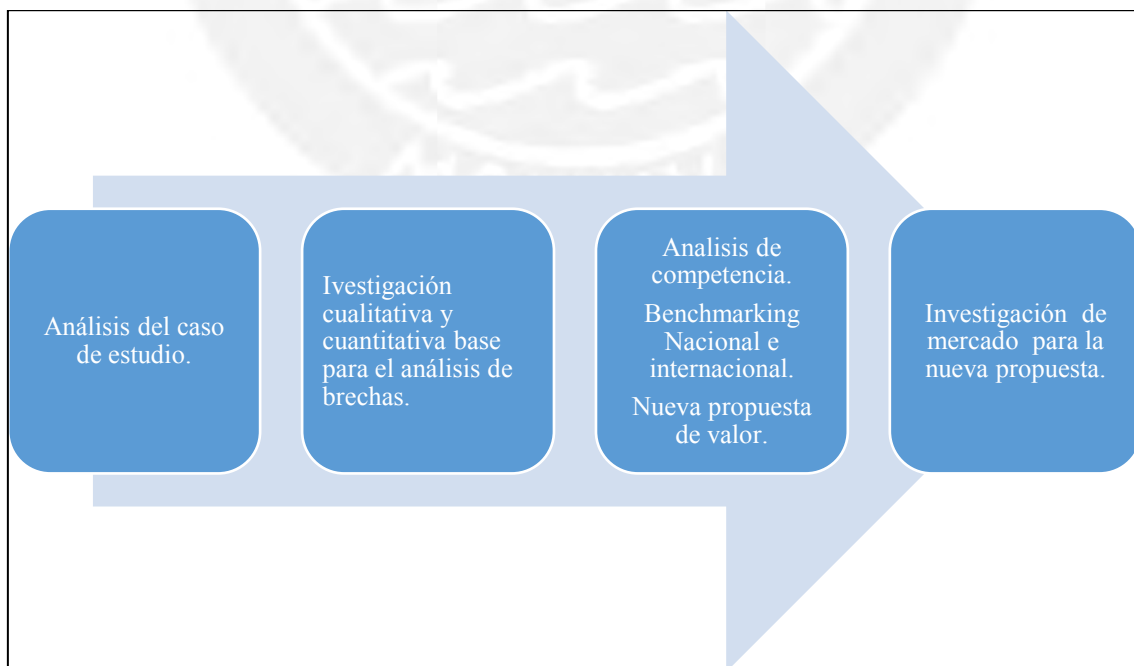 Análisis del caso
de estudio.
Ivestigación
cualitativa y
cuantitativa base
para el análisis de
brechas.
Analisis de
competencia.
Benchmarking
Nacional e
internacional.
Nueva propuesta
de valor.
Investigación de
mercado para la
nueva propuesta.